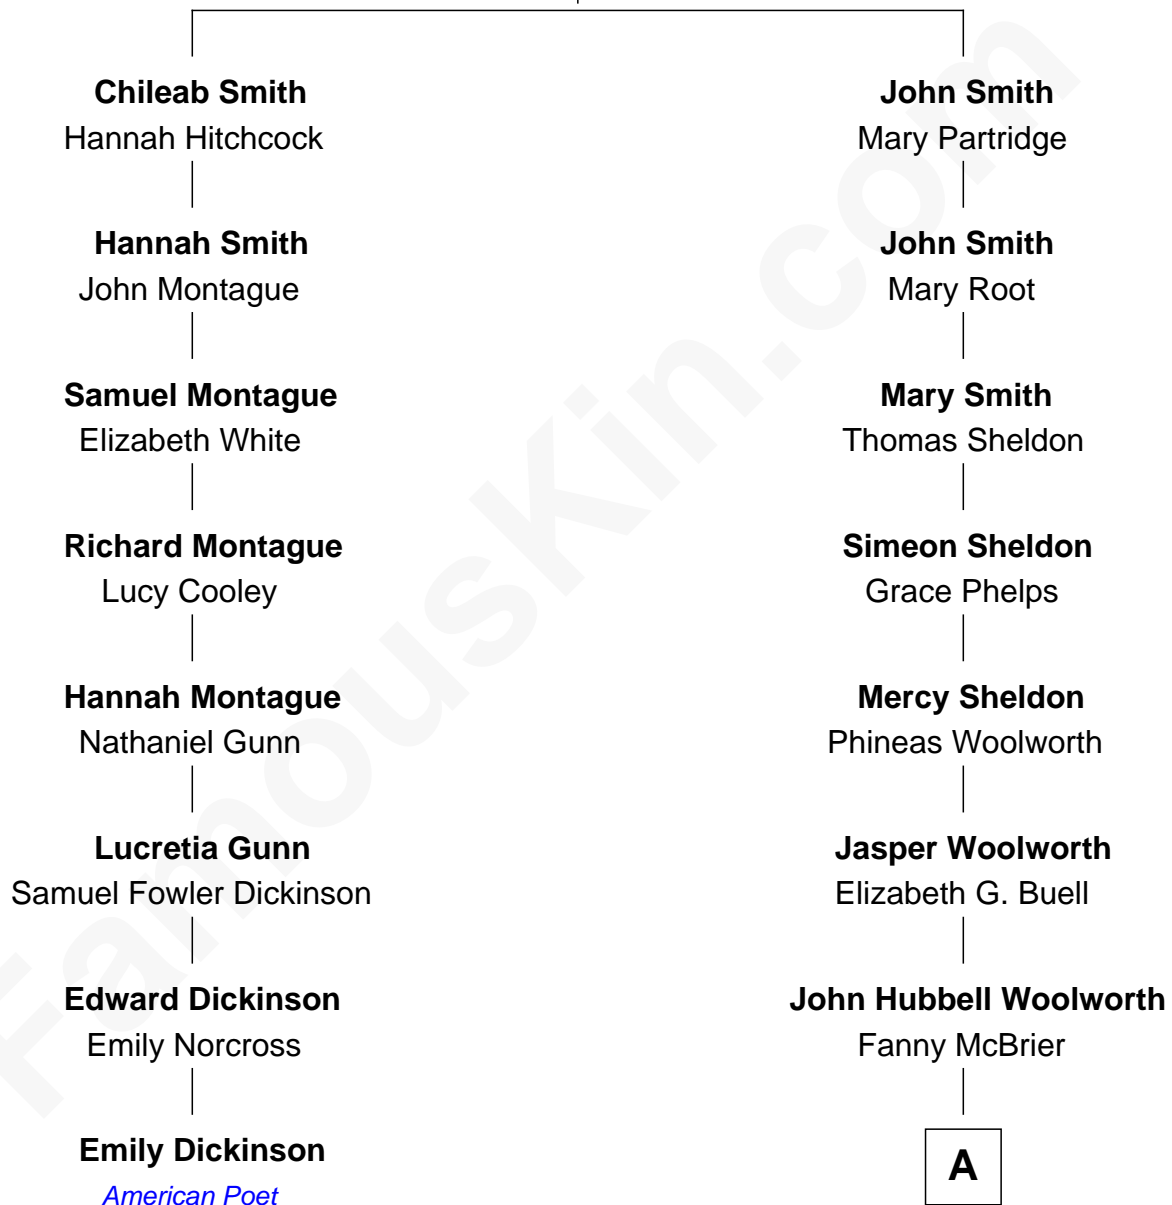 Chileab Smith
Hannah Hitchcock
John Smith
Mary Partridge
Hannah Smith
John Montague
John Smith
Mary Root
Samuel Montague
Elizabeth White
Mary Smith
Thomas Sheldon
Richard Montague
Lucy Cooley
Simeon Sheldon
Grace Phelps
Hannah Montague
Nathaniel Gunn
Mercy Sheldon
Phineas Woolworth
Lucretia Gunn
Samuel Fowler Dickinson
Jasper Woolworth
Elizabeth G. Buell
Edward Dickinson
Emily Norcross
John Hubbell Woolworth
Fanny McBrier
Emily Dickinson
American Poet
A
FamousKin.com